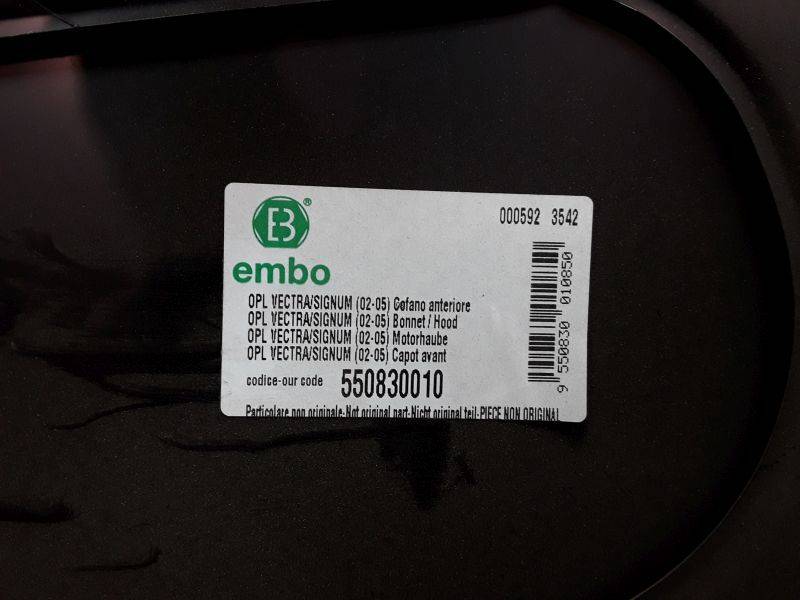 EB®
000592 3542
embo
OPL VECTRA/SIGNUM (02-05) Cofano anteriore
OPL VECTRA/SIGNUM (02-05) Bonnet / Hood
OPL VECTRA/SIGNUM (02-05) Motorhaube
OPL VECTRA/SIGNUM (02-05) Capot avant
codice-our code 550830010
Particolare non originale-Not original part-Nicht original teil-PIECE NON ORIGINAL
9 550830 010850